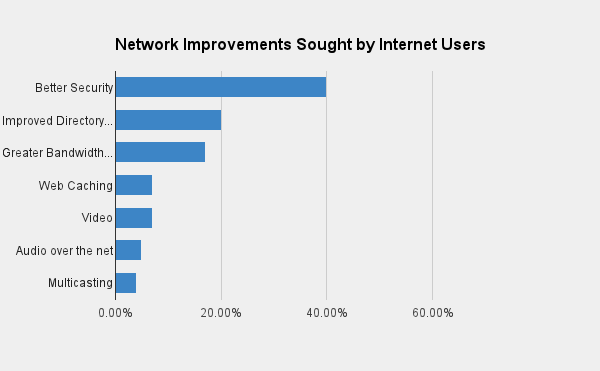 Network Improvements Sought by Internet Users
Better Security
Improved Directory...
Greater Bandwidth...
Web Caching
Video
Audio over the net
Multicasting
0.00% 20.00% 40.00% 60.00%